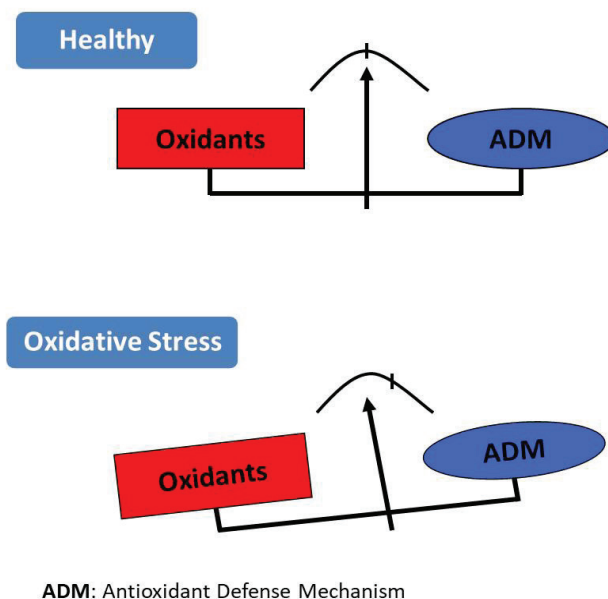 Healthy
Oxidants
ADM
Oxidative Stress
Oxidants
ADM
ADM: Antioxidant Defense Mechanism